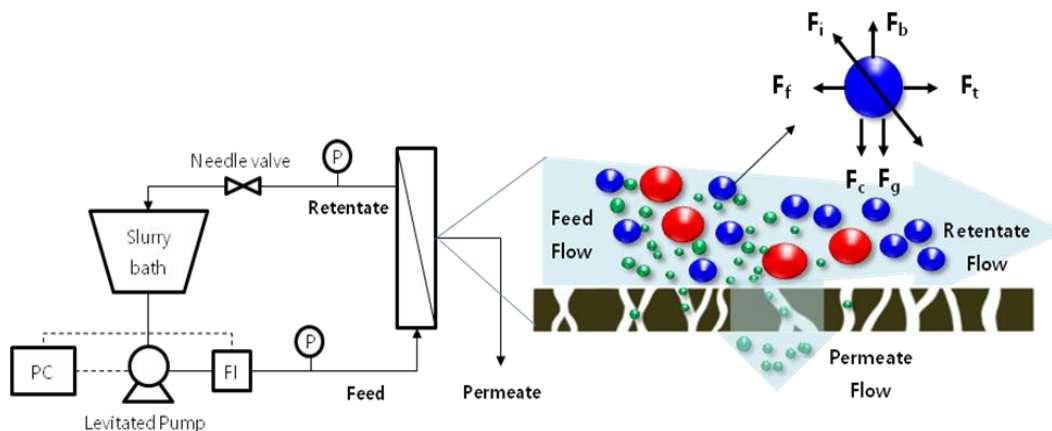 Needle valve
P
Retentate
Slurry
bath
PC
FI
P
Levitated Pump
Feed
Permeate
Fi
Fb
Ff
Ft
Fc
Fg
Feed
Flow
Retentate
Flow
Permeate
Flow